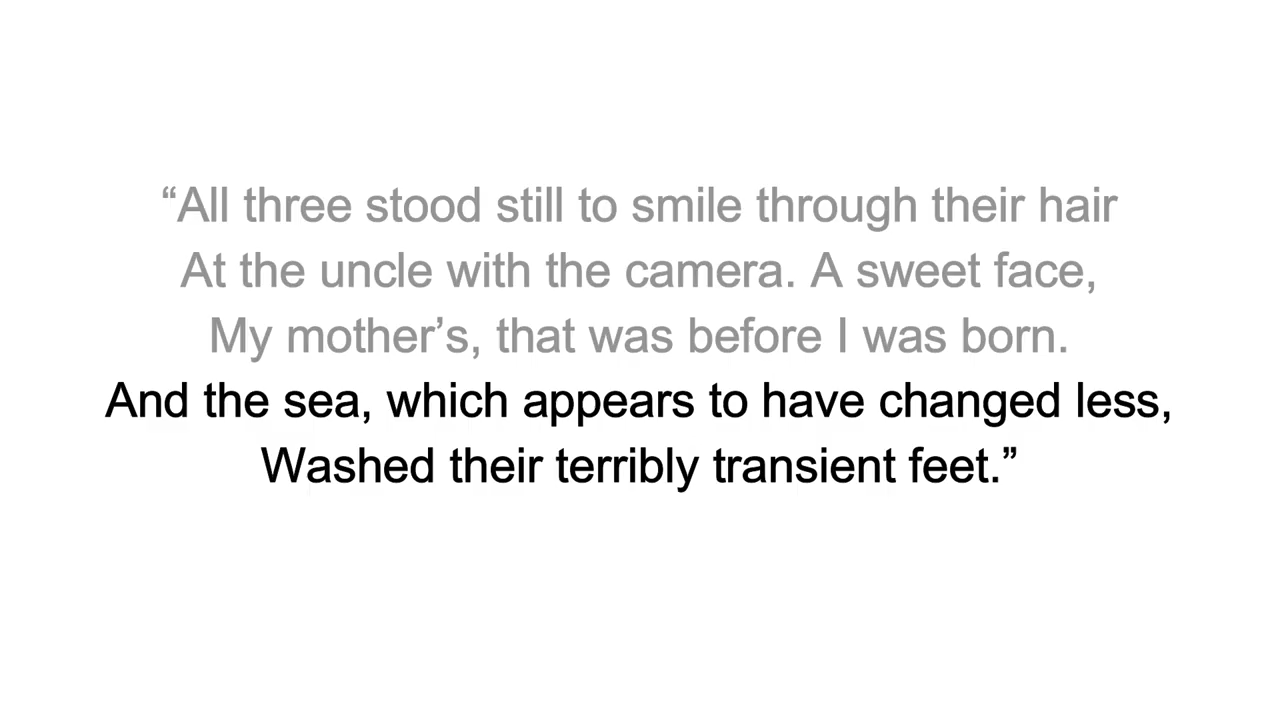 “All three stood still to smile through their hair
At the uncle with the camera. A sweet face,
My mother’s, that was before I was born.
And the sea, which appears to have changed less,
Washed their terribly transient feet.”